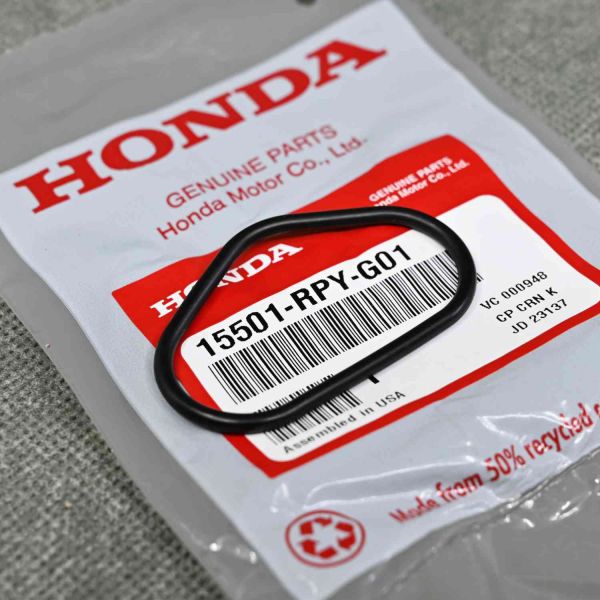 HONDA
GENUINE PARTS
Honda Motor Co., Ltd.
GENUINE PARTS
Honda Motor Co., Ltd.
HONDA
15501-RPY-G01
VC 000948
CP CRN K
JD 23137
Assembled in USA
Made from 50% recycled